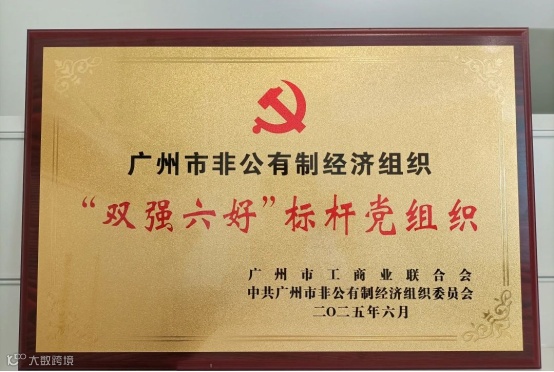 广州市非公有制经济组织
“双强六好”标杆党组织
广州市工商业联合会
中共广州市非公有制经济组织委员会
二〇二五年六月
大数跨境